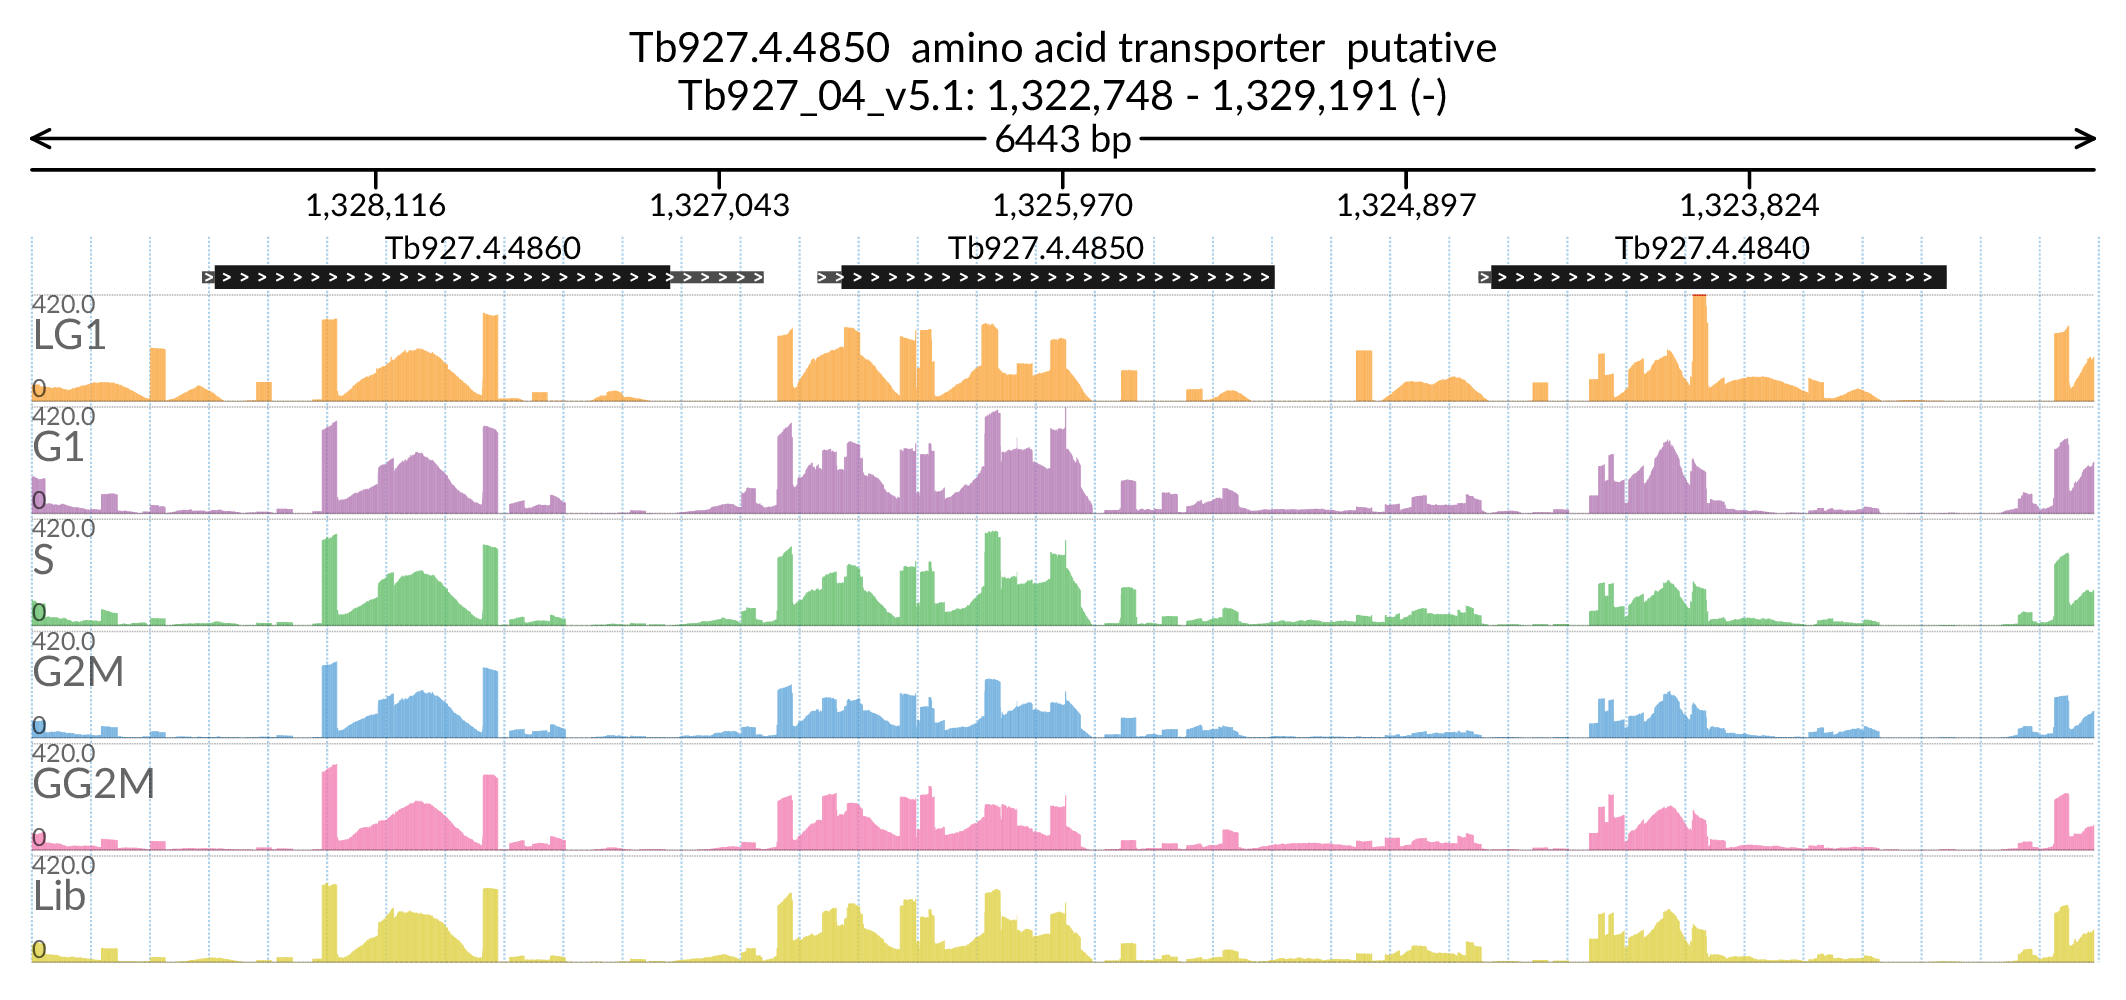 Tb927.4.4850  amino acid transporter  putative
Tb927_04_v5.1: 1,322,748 - 1,329,191 (-)
6443 bp
1,328,116 1,327,043 1,325,970 1,324,897 1,323,824
Tb927.4.4860 Tb927.4.4850 Tb927.4.4840
420.0
LG1
0
420.0
G1
0
420.0
S
0
420.0
G2M
0
420.0
GG2M
0
420.0
Lib
0